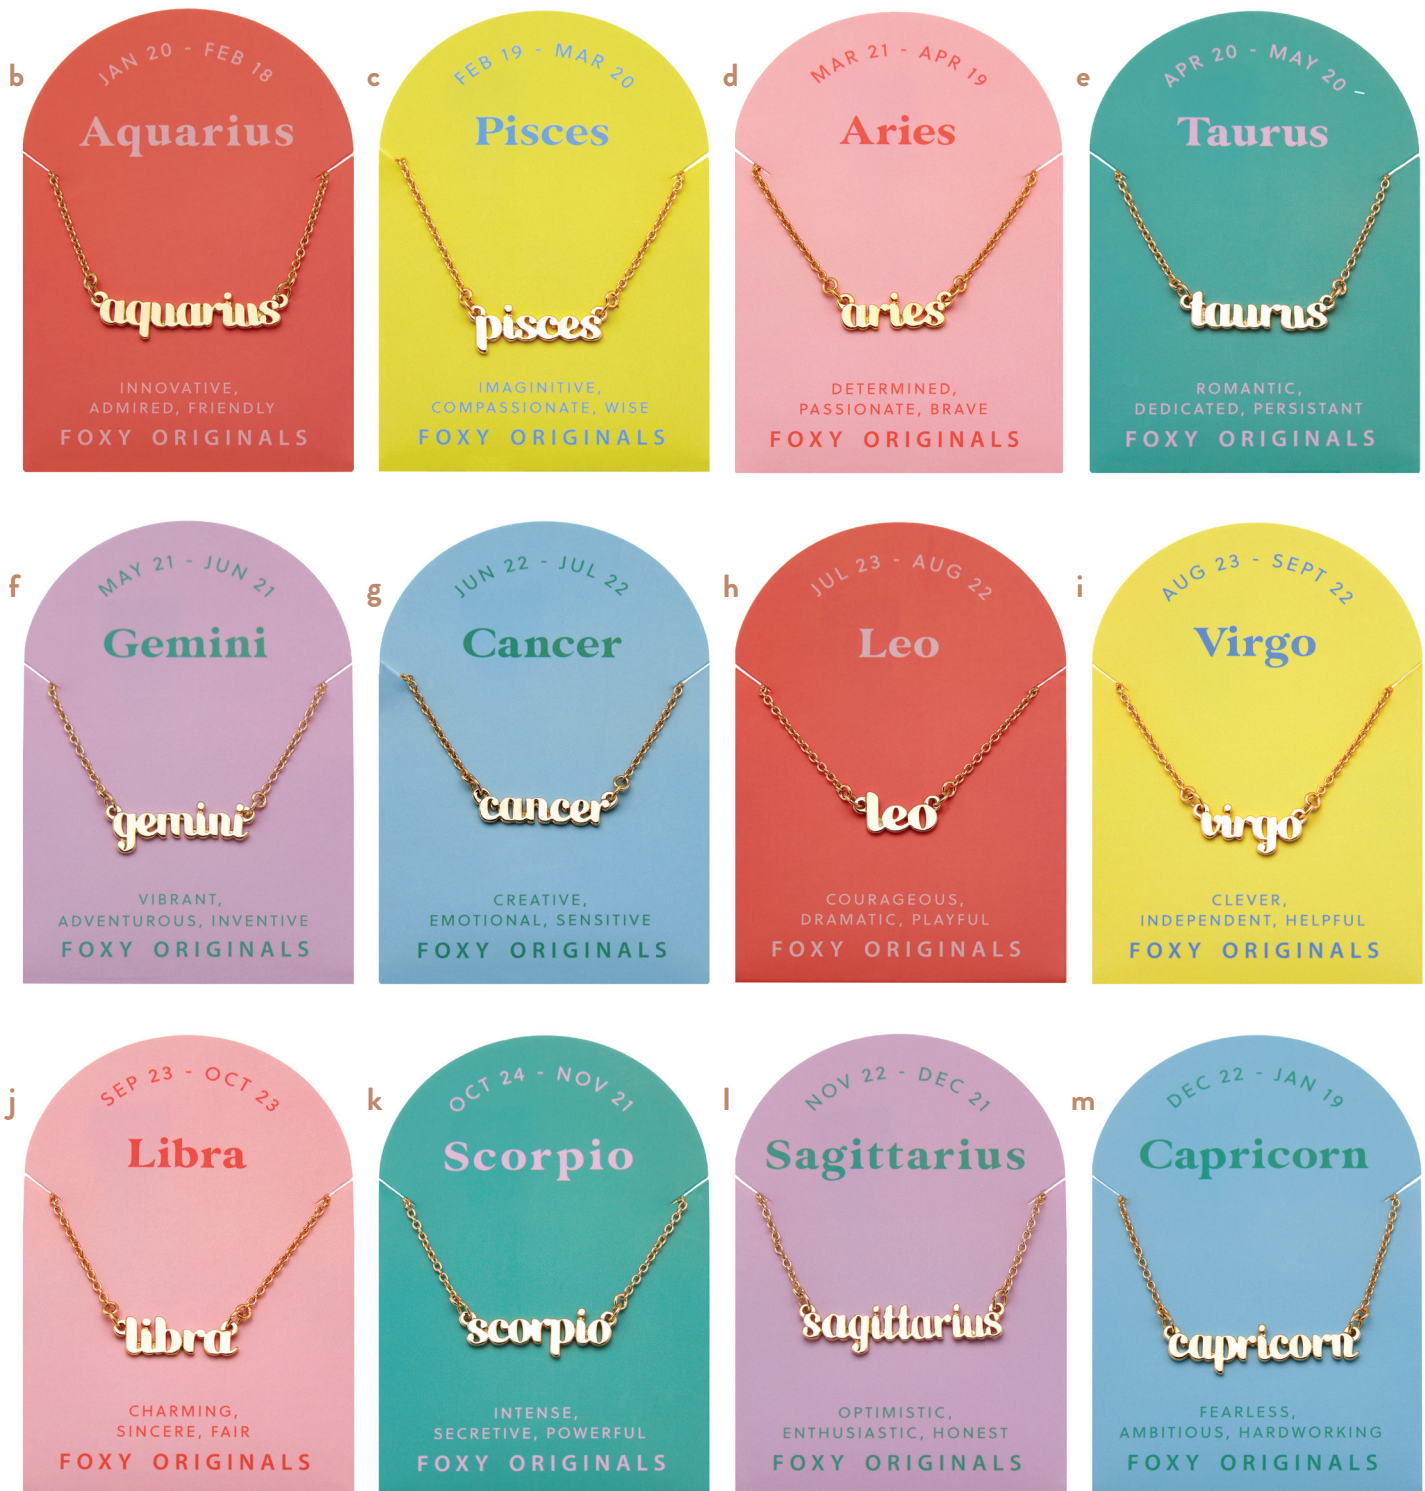 b
JAN 20 - FEB 18
Aquarius
aquarius
INNOVATIVE,
ADMIRED, FRIENDLY
FOXY ORIGINALS
c
FEB 19 - MAR 20
Pisces
pisces
IMAGINITIVE,
COMPASSIONATE, WISE
FOXY ORIGINALS
d
MAR 21 - APR 19
Aries
aries
DETERMINED,
PASSIONATE, BRAVE
FOXY ORIGINALS
e
APR 20 - MAY 20
Taurus
taurus
ROMANTIC,
DEDICATED, PERSISTANT
FOXY ORIGINALS
f
MAY 21 - JUN 21
Gemini
gemini
VIBRANT,
ADVENTUROUS, INVENTIVE
FOXY ORIGINALS
g
JUN 22 - JUL 22
Cancer
cancer
CREATIVE,
EMOTIONAL, SENSITIVE
FOXY ORIGINALS
h
JUL 23 - AUG 22
Leo
leo
COURAGEOUS,
DRAMATIC, PLAYFUL
FOXY ORIGINALS
i
AUG 23 - SEPT 22
Virgo
virgo
CLEVER,
INDEPENDENT, HELPFUL
FOXY ORIGINALS
j
SEP 23 - OCT 23
Libra
libra
CHARMING,
SINCERE, FAIR
FOXY ORIGINALS
k
OCT 24 - NOV 21
Scorpio
scorpio
INTENSE,
SECRETIVE, POWERFUL
FOXY ORIGINALS
l
NOV 22 - DEC 21
Sagittarius
sagittarius
OPTIMISTIC,
ENTHUSIASTIC, HONEST
FOXY ORIGINALS
m
DEC 22 - JAN 19
Capricorn
capricorn
FEARLESS,
AMBITIOUS, HARDWORKING
FOXY ORIGINALS